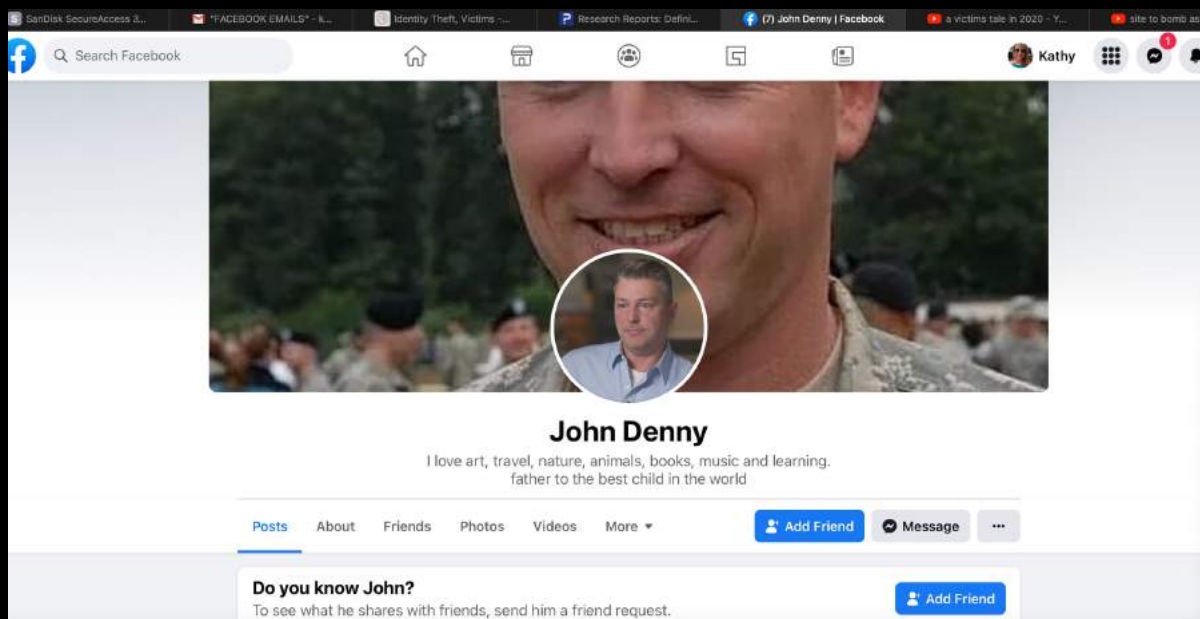 SanDisk SecureAccess 3...
"FACEBOOK EMAILS" - k...
Identity Theft, Victims -...
Research Reports: Defini...
(7) John Denny | Facebook
a victims tale in 2020 - Y...
site to bomb as
Search Facebook
Kathy
1
John Denny
I love art, travel, nature, animals, books, music and learning.
father to the best child in the world
Posts About Friends Photos Videos More Add Friend Message ...
Do you know John?
To see what he shares with friends, send him a friend request.
Add Friend